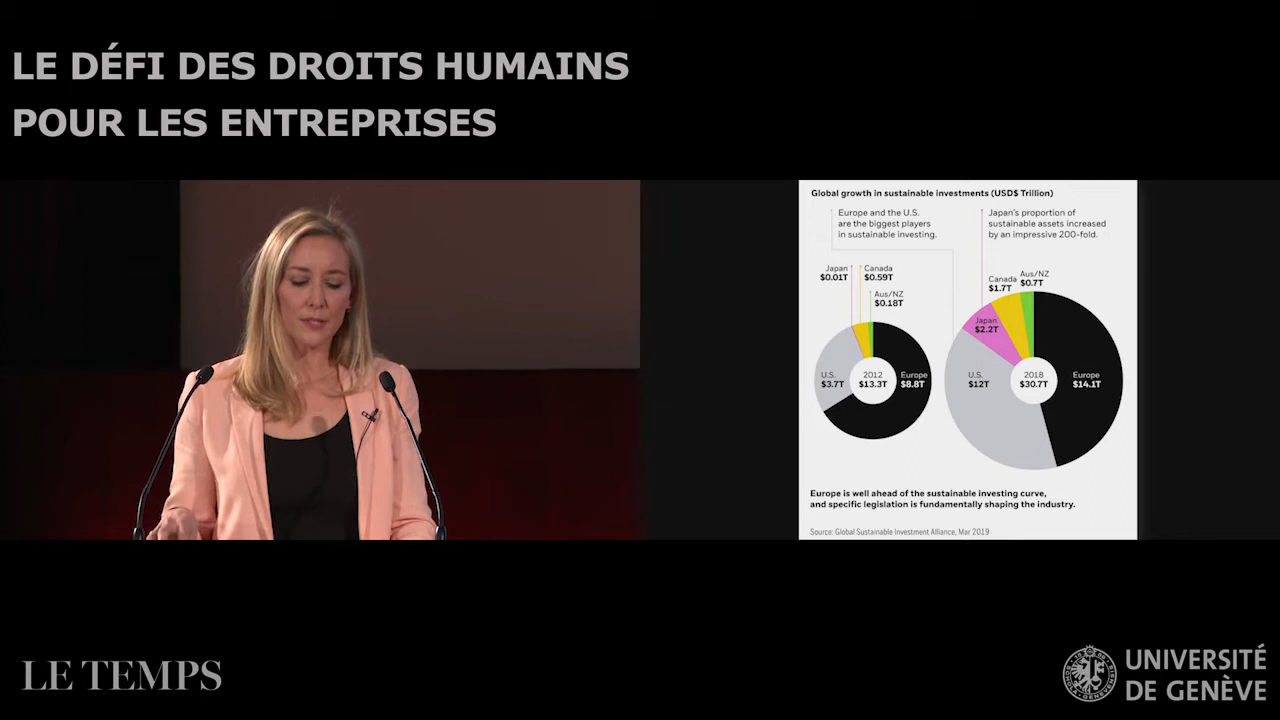 LE DÉFI DES DROITS HUMAINS
POUR LES ENTREPRISES
Global growth in sustainable investments (USD$ Trillion)
Europe and the U.S.
are the biggest players
in sustainable investing.
Japan's proportion of
sustainable assets increased
by an impressive 200-fold.
Japan
$0.01T
Canada
$0.59T
Aus/NZ
$0.18T
U.S.
$3.7T
2012
$13.3T
Europe
$8.8T
Canada
$1.7T
Aus/NZ
$0.7T
Japan
$2.2T
U.S.
$12T
2018
$30.7T
Europe
$14.1T
Europe is well ahead of the sustainable investing curve,
and specific legislation is fundamentally shaping the industry.
Source: Global Sustainable Investment Alliance, Mar 2019
LE TEMPS
UNIVERSITÉ
DE GENÈVE